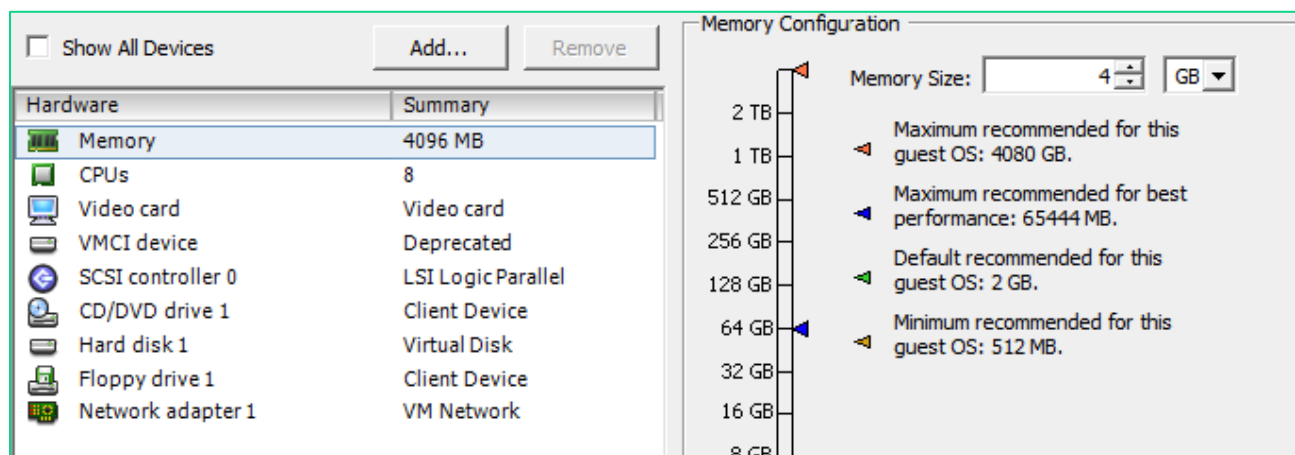 Show All Devices Add... Remove
Hardware Summary
Memory 4096 MB
CPUs 8
Video card Video card
VMCI device Deprecated
SCSI controller 0 LSI Logic Parallel
CD/DVD drive 1 Client Device
Hard disk 1 Virtual Disk
Floppy drive 1 Client Device
Network adapter 1 VM Network
Memory Configuration
Memory Size: 4 GB
2 TB
1 TB
512 GB
256 GB
128 GB
64 GB
32 GB
16 GB
8 GB
Maximum recommended for this
guest OS: 4080 GB.
Maximum recommended for best
performance: 65444 MB.
Default recommended for this
guest OS: 2 GB.
Minimum recommended for this
guest OS: 512 MB.